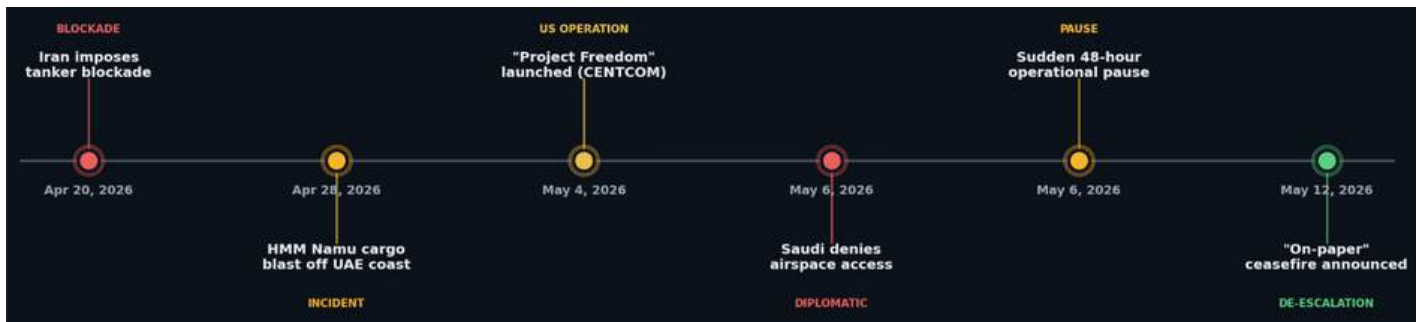 BLOCKADE
Iran imposes
tanker blockade
Apr 20, 2026
Apr 28, 2026
HMM Namu cargo
blast off UAE coast
INCIDENT
US OPERATION
"Project Freedom"
launched (CENTCOM)
May 4, 2026
May 6, 2026
Saudi denies
airspace access
DIPLOMATIC
PAUSE
Sudden 48-hour
operational pause
May 6, 2026
May 12, 2026
"On-paper"
ceasefire announced
DE-ESCALATION